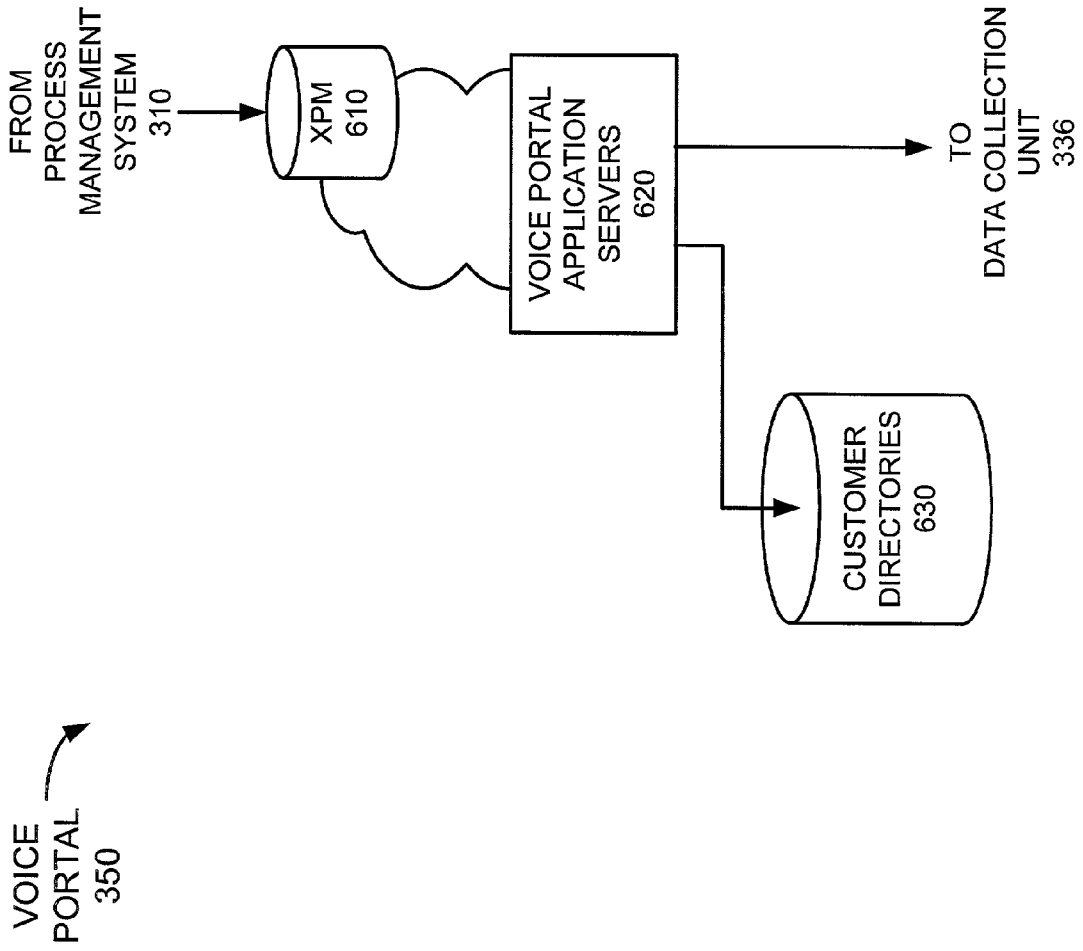 VOICE
PORTAL
350
FROM
PROCESS
MANAGEMENT
SYSTEM
310
XPM
610
VOICE PORTAL
APPLICATION
SERVERS
620
CUSTOMER
DIRECTORIES
630
TO
DATA COLLECTION
UNIT
336